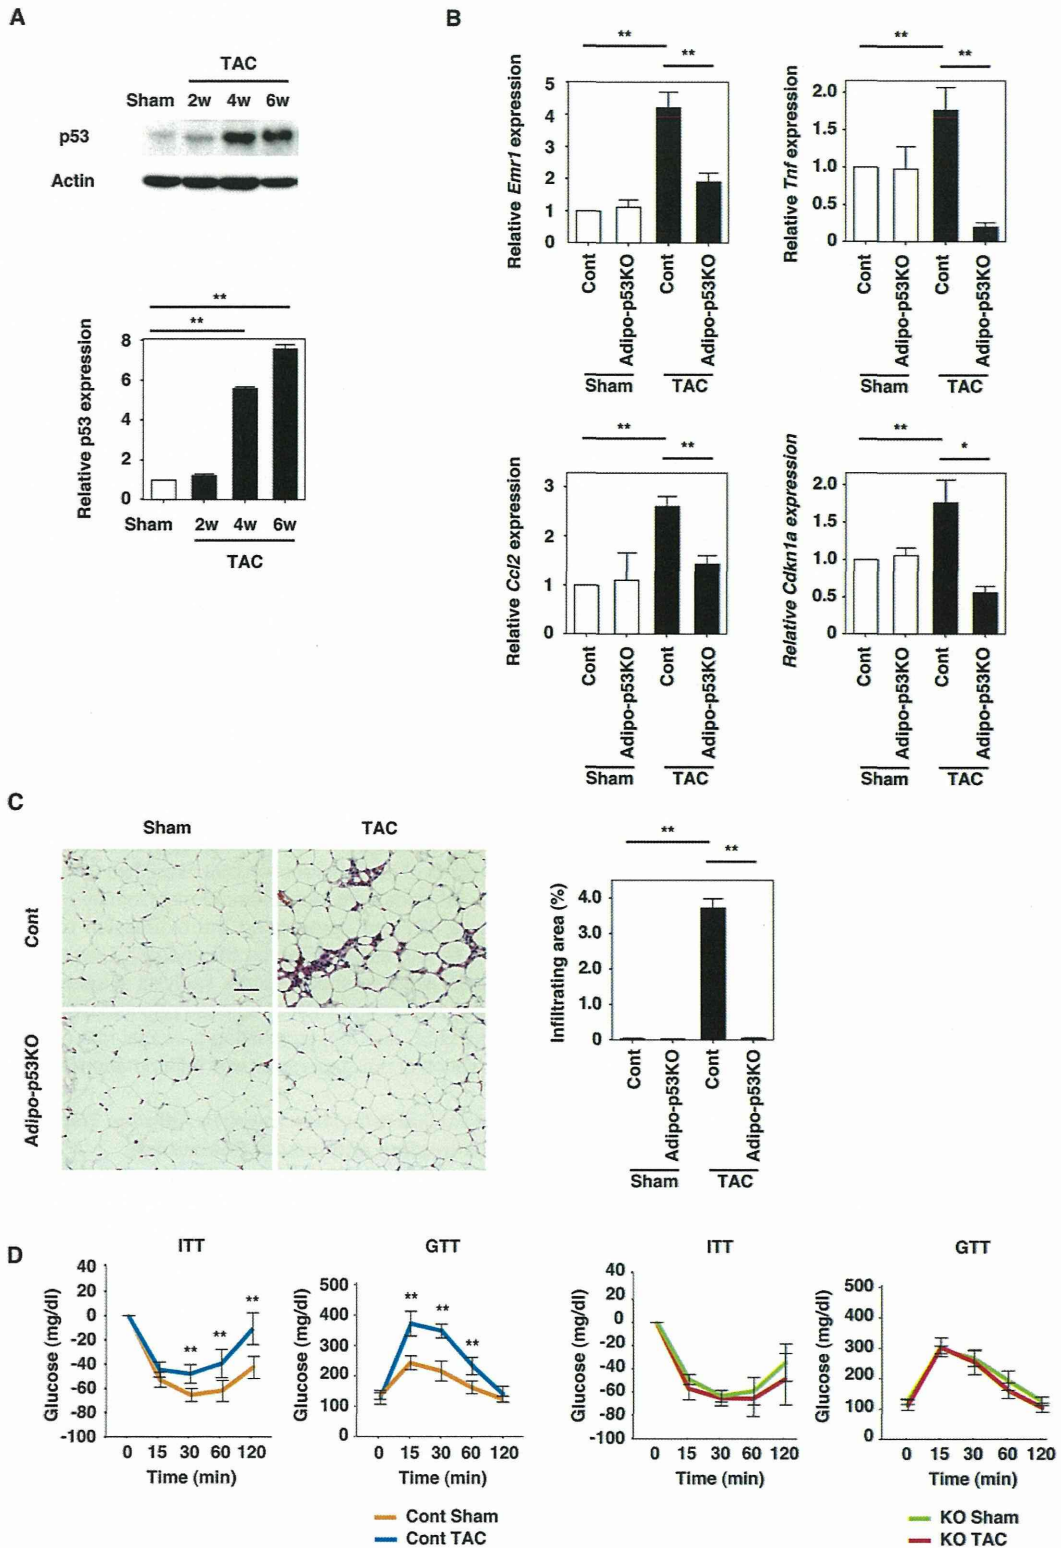 A
TAC
Sham 2w 4w 6w
p53
Actin
**
**
Relative p53 expression
8
6
4
2
0
Sham 2w 4w 6w
TAC
B
**
**
Relative Emr1 expression
5
4
3
2
1
0
Cont
Adipo-p53KO
Cont
Adipo-p53KO
Sham TAC
**
**
Relative Tnf expression
2.0
1.5
1.0
0.5
0
Cont
Adipo-p53KO
Cont
Adipo-p53KO
Sham TAC
**
**
Relative Ccl2 expression
3
2
1
0
Cont
Adipo-p53KO
Cont
Adipo-p53KO
Sham TAC
**
*
Relative Cdkn1a expression
2.0
1.5
1.0
0.5
0
Cont
Adipo-p53KO
Cont
Adipo-p53KO
Sham TAC
C
Sham TAC
Cont
Adipo-p53KO
**
**
Infiltrating area (%)
4.0
3.0
2.0
1.0
0
Cont
Adipo-p53KO
Cont
Adipo-p53KO
Sham TAC
D
ITT
Glucose (mg/dl)
40
20
0
-20
-40
-60
-80
-100
**
**
**
0 15 30 60 120
Time (min)
GTT
Glucose (mg/dl)
500
400
300
200
100
0
**
**
**
0 15 30 60 120
Time (min)
Cont Sham
Cont TAC
ITT
Glucose (mg/dl)
40
20
0
-20
-40
-60
-80
-100
0 15 30 60 120
Time (min)
GTT
Glucose (mg/dl)
500
400
300
200
100
0
0 15 30 60 120
Time (min)
KO Sham
KO TAC